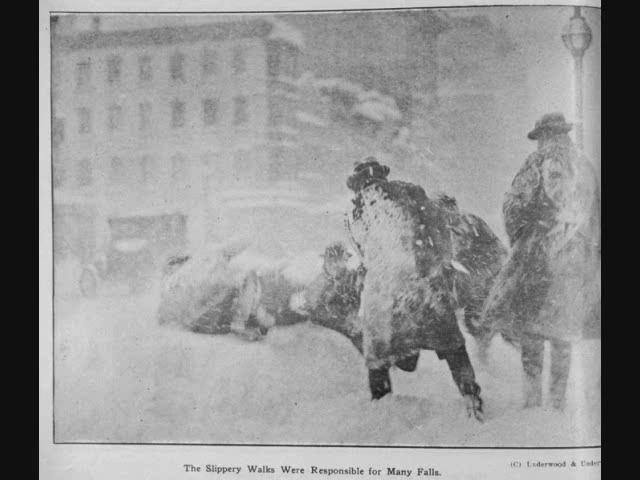 The Slippery Walks Were Responsible for Many Falls.
(C) Underwood & Under